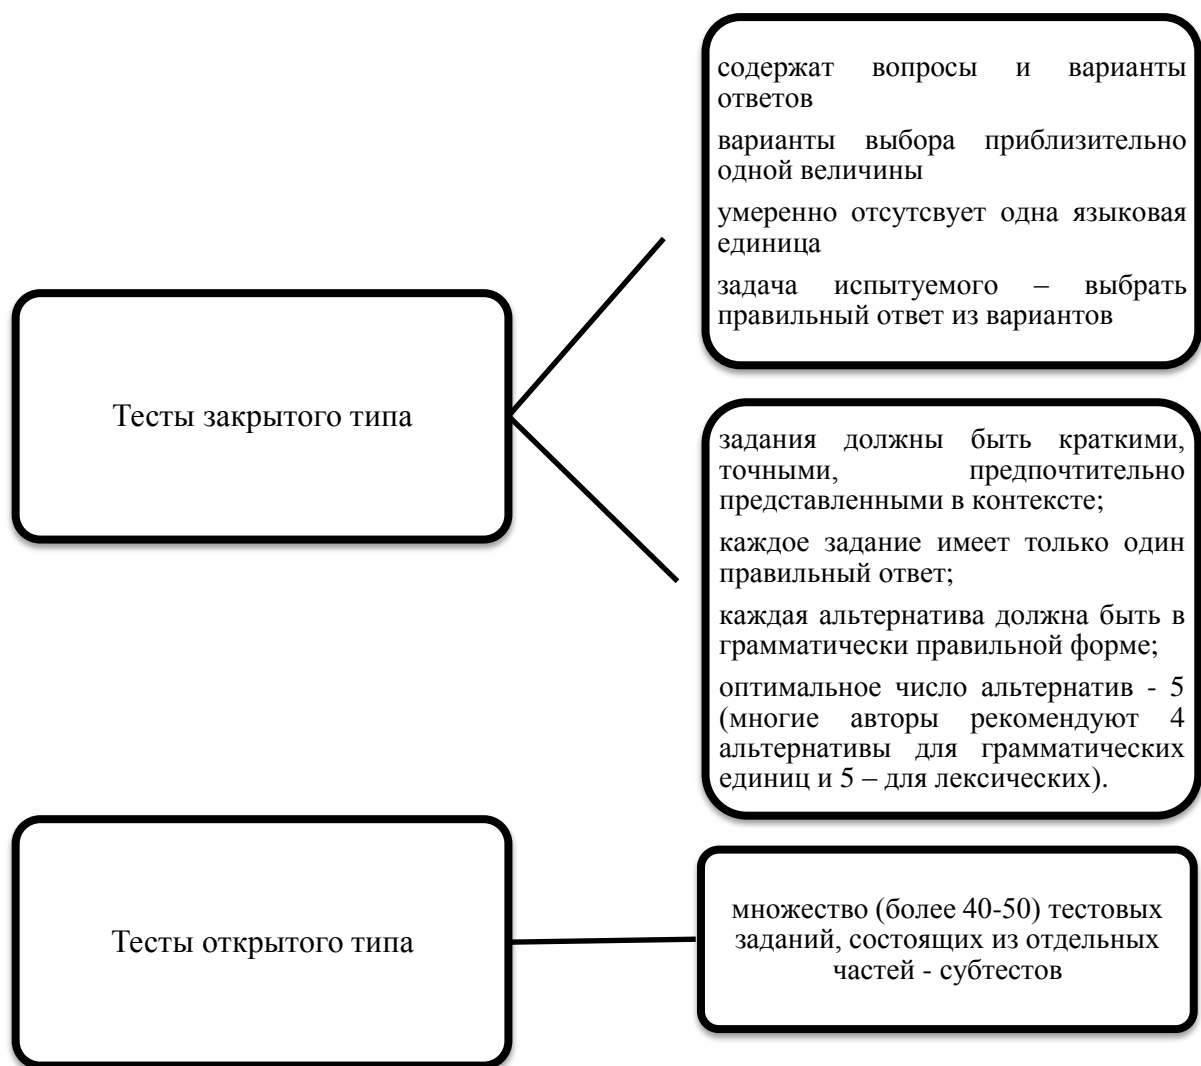 содержат вопросы и варианты
ответов
варианты выбора приблизительно
одной величины
умеренно отсутсвует одна языковая
единица
задача испытуемого – выбрать
правильный ответ из вариантов
Тесты закрытого типа
задания должны быть краткими,
точными, предпочтительно
представленными в контексте;
каждое задание имеет только один
правильный ответ;
каждая альтернатива должна быть в
грамматически правильной форме;
оптимальное число альтернатив - 5
(многие авторы рекомендуют 4
альтернативы для грамматических
единиц и 5 – для лексических).
Тесты открытого типа
множество (более 40-50) тестовых
заданий, состоящих из отдельных
частей - субтестов